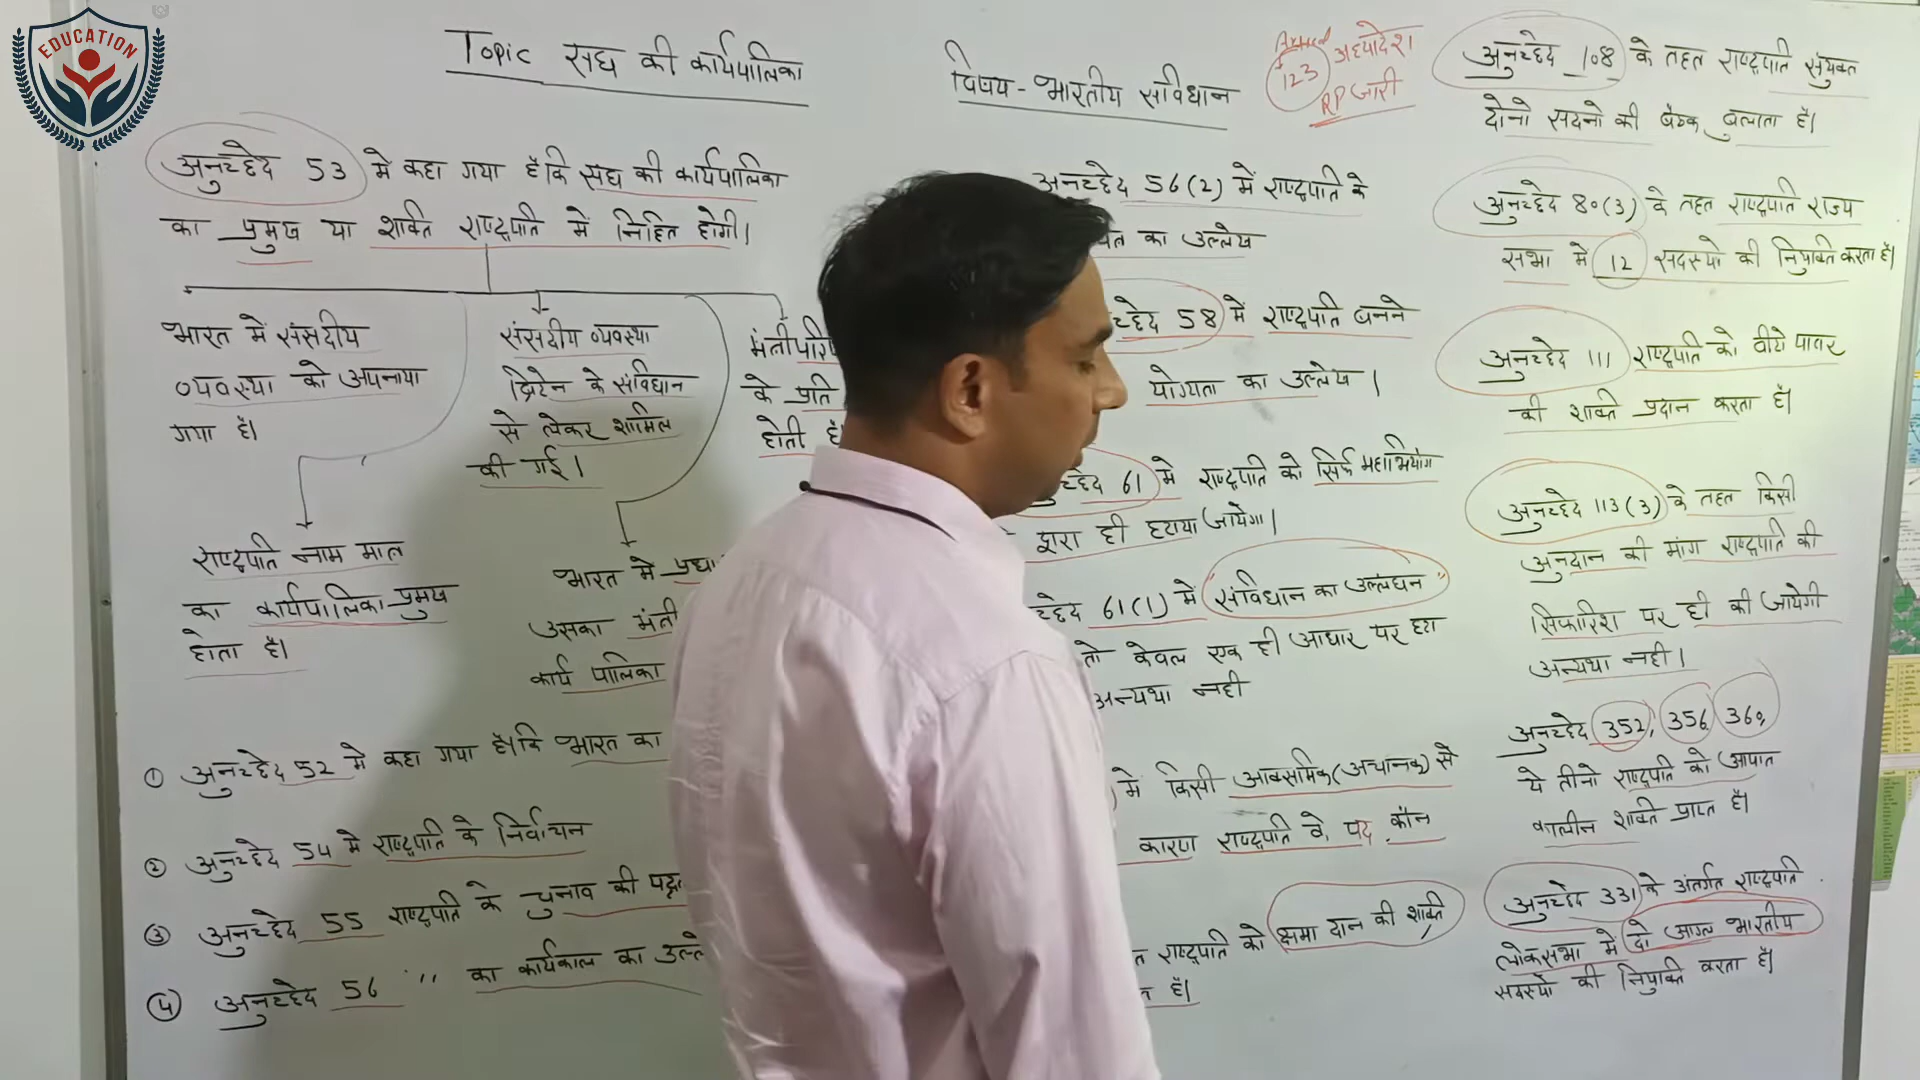 EDUCATION
Topic संघ की कार्यपालिका
विषय - भारतीय संविधान
123 अध्यादेश
RP जारी
अनुच्छेद 53 मे कहा गया है कि संघ की कार्यपालिका
का प्रमुख या शक्ति राष्ट्रपति मे निहित होगी।
भारत मे संसदीय
व्यवस्था को अपनाया
गया है।
संसदीय व्यवस्था
ब्रिटेन के संविधान
से लेकर शामिल
की गई।
मंत्रीपरि
के प्रति
होती है
राष्ट्रपति नाम मात्र
का कार्यपालिका प्रमुख
होता है।
भारत मे प्रधा
उसका मंत्री
कार्य पालिका
① अनुच्छेद 52 मे कहा गया है। कि भारत का
② अनुच्छेद 54 मे राष्ट्रपति के निर्वाचन
③ अनुच्छेद 55 राष्ट्रपति के चुनाव की पद्द
④ अनुच्छेद 56 '' का कार्यकाल का उल्ले
अनुच्छेद 56(2) में राष्ट्रपति के
का उल्लेख
च्छेद 58 में राष्ट्रपति बनने
योग्यता का उल्लेख।
च्छेद 61 मे राष्ट्रपति को सिर्फ महाभियोग
द्वारा ही हटाया जायेगा।
च्छेद 61(1) में "संविधान का उल्लंघन"
तो केवल एक ही आधार पर हटा
अन्यथा नही
में किसी आकस्मिक(अचानक) से
कारण राष्ट्रपति के पद कौन
त राष्ट्रपति को क्षमा दान की शक्ति
त है।
अनुच्छेद 108 के तहत राष्ट्रपति संयुक्त
दोनो सदनो की बैठक बुलाता है।
अनुच्छेद 80(3) के तहत राष्ट्रपति राज्य
सभा मे 12 सदस्यो की नियुक्ति करता है।
अनुच्छेद 111 राष्ट्रपति को वीटो पावर
की शक्ति प्रदान करता है।
अनुच्छेद 113(3) के तहत किसी
अनुदान की मांग राष्ट्रपति की
सिफारिश पर ही की जायेगी
अन्यथा नही।
अनुच्छेद 352, 356, 360,
ये तीनो राष्ट्रपति को आपात
कालीन शक्ति प्राप्त है।
अनुच्छेद 331 के अंतर्गत राष्ट्रपति
लोकसभा में दो आंग्ल भारतीय
सदस्यो की नियुक्ति करता है।